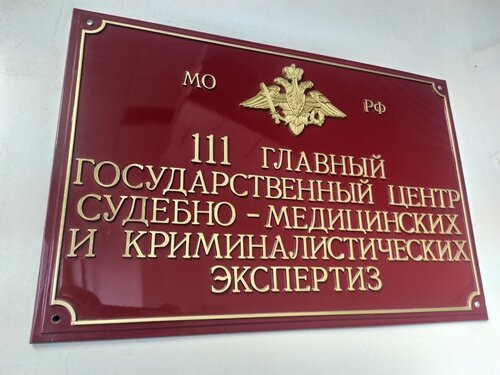 МО РФ
111 ГЛАВНЫЙ
ГОСУДАРСТВЕННЫЙ ЦЕНТР
СУДЕБНО - МЕДИЦИНСКИХ
И КРИМИНАЛИСТИЧЕСКИХ
ЭКСПЕРТИЗ